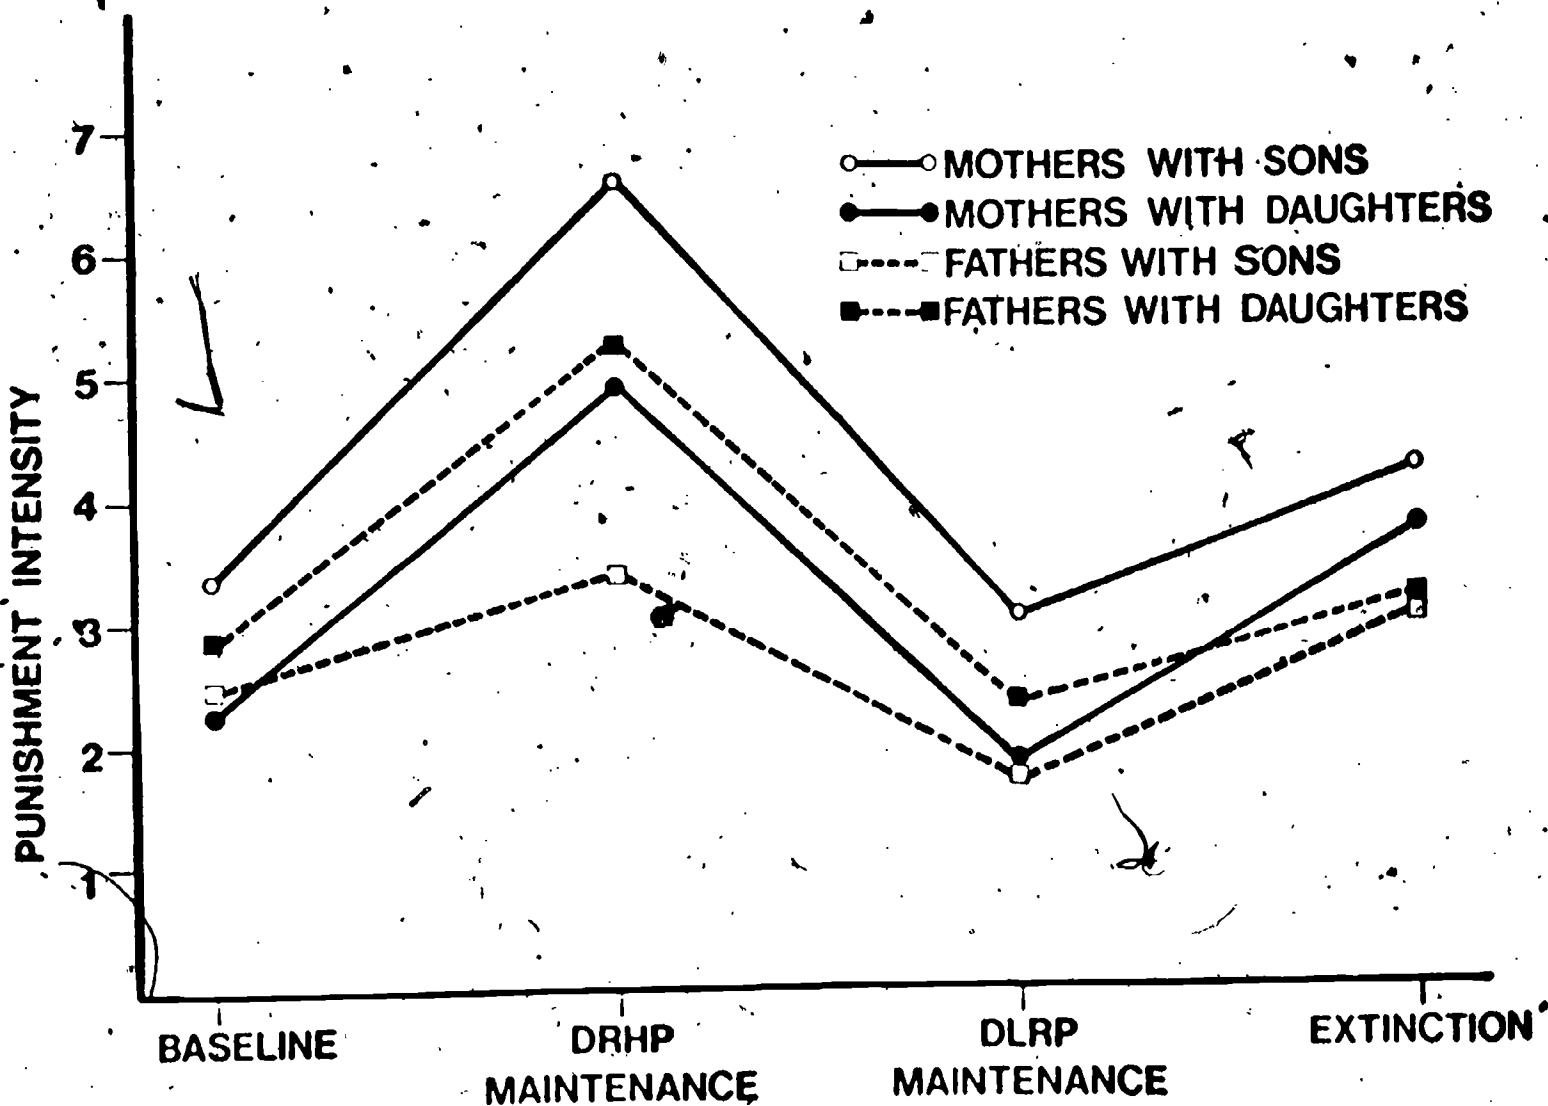 7
6
5
4
3
2
1
PUNISHMENT INTENSITY
MOTHERS WITH SONS
MOTHERS WITH DAUGHTERS
FATHERS WITH SONS
FATHERS WITH DAUGHTERS
BASELINE
DRHP
MAINTENANCE
DLRP
MAINTENANCE
EXTINCTION